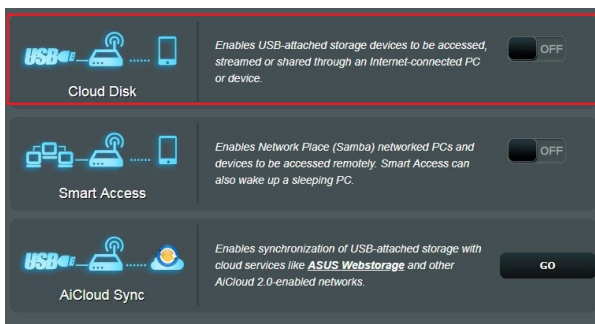 Enables USB-attached storage devices to be accessed,
streamed or shared through an Internet-connected PC
or device.
OFF
USB
Cloud Disk
Enables Network Place (Samba) networked PCs and
devices to be accessed remotely. Smart Access can
also wake up a sleeping PC.
OFF
Smart Access
Enables synchronization of USB-attached storage with
cloud services like ASUS Webstorage and other
AiCloud 2.0-enabled networks.
GO
USB
AiCloud Sync